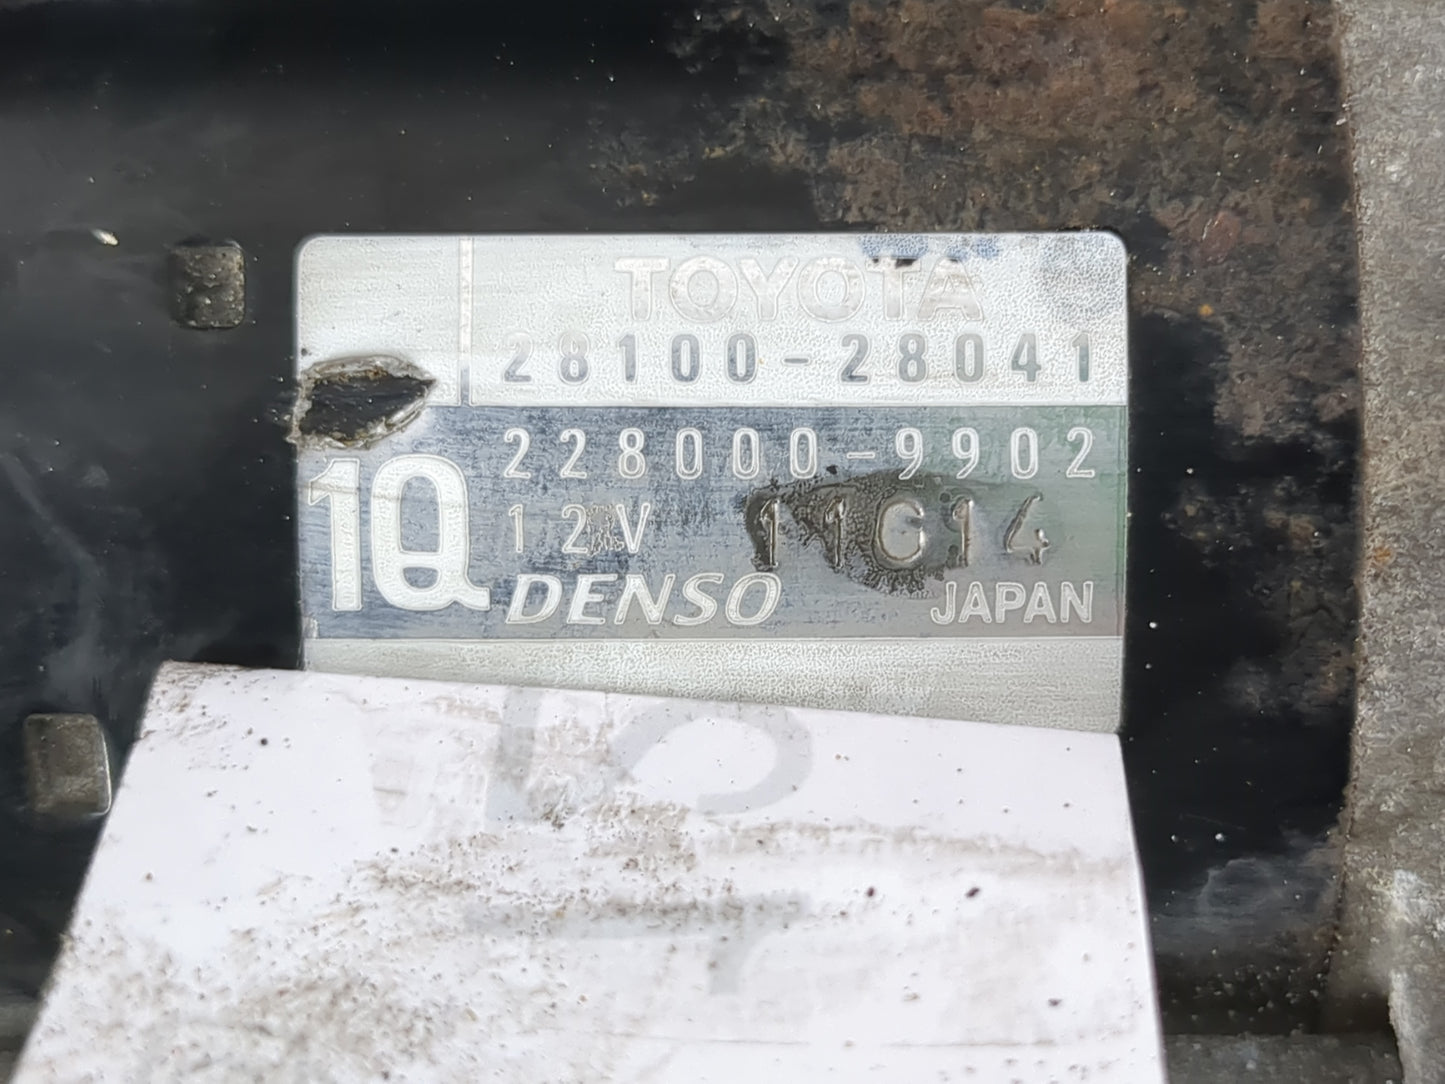 TOYOTA
28100-28041
1Q
228000-9902
12V 11C14
DENSO JAPAN